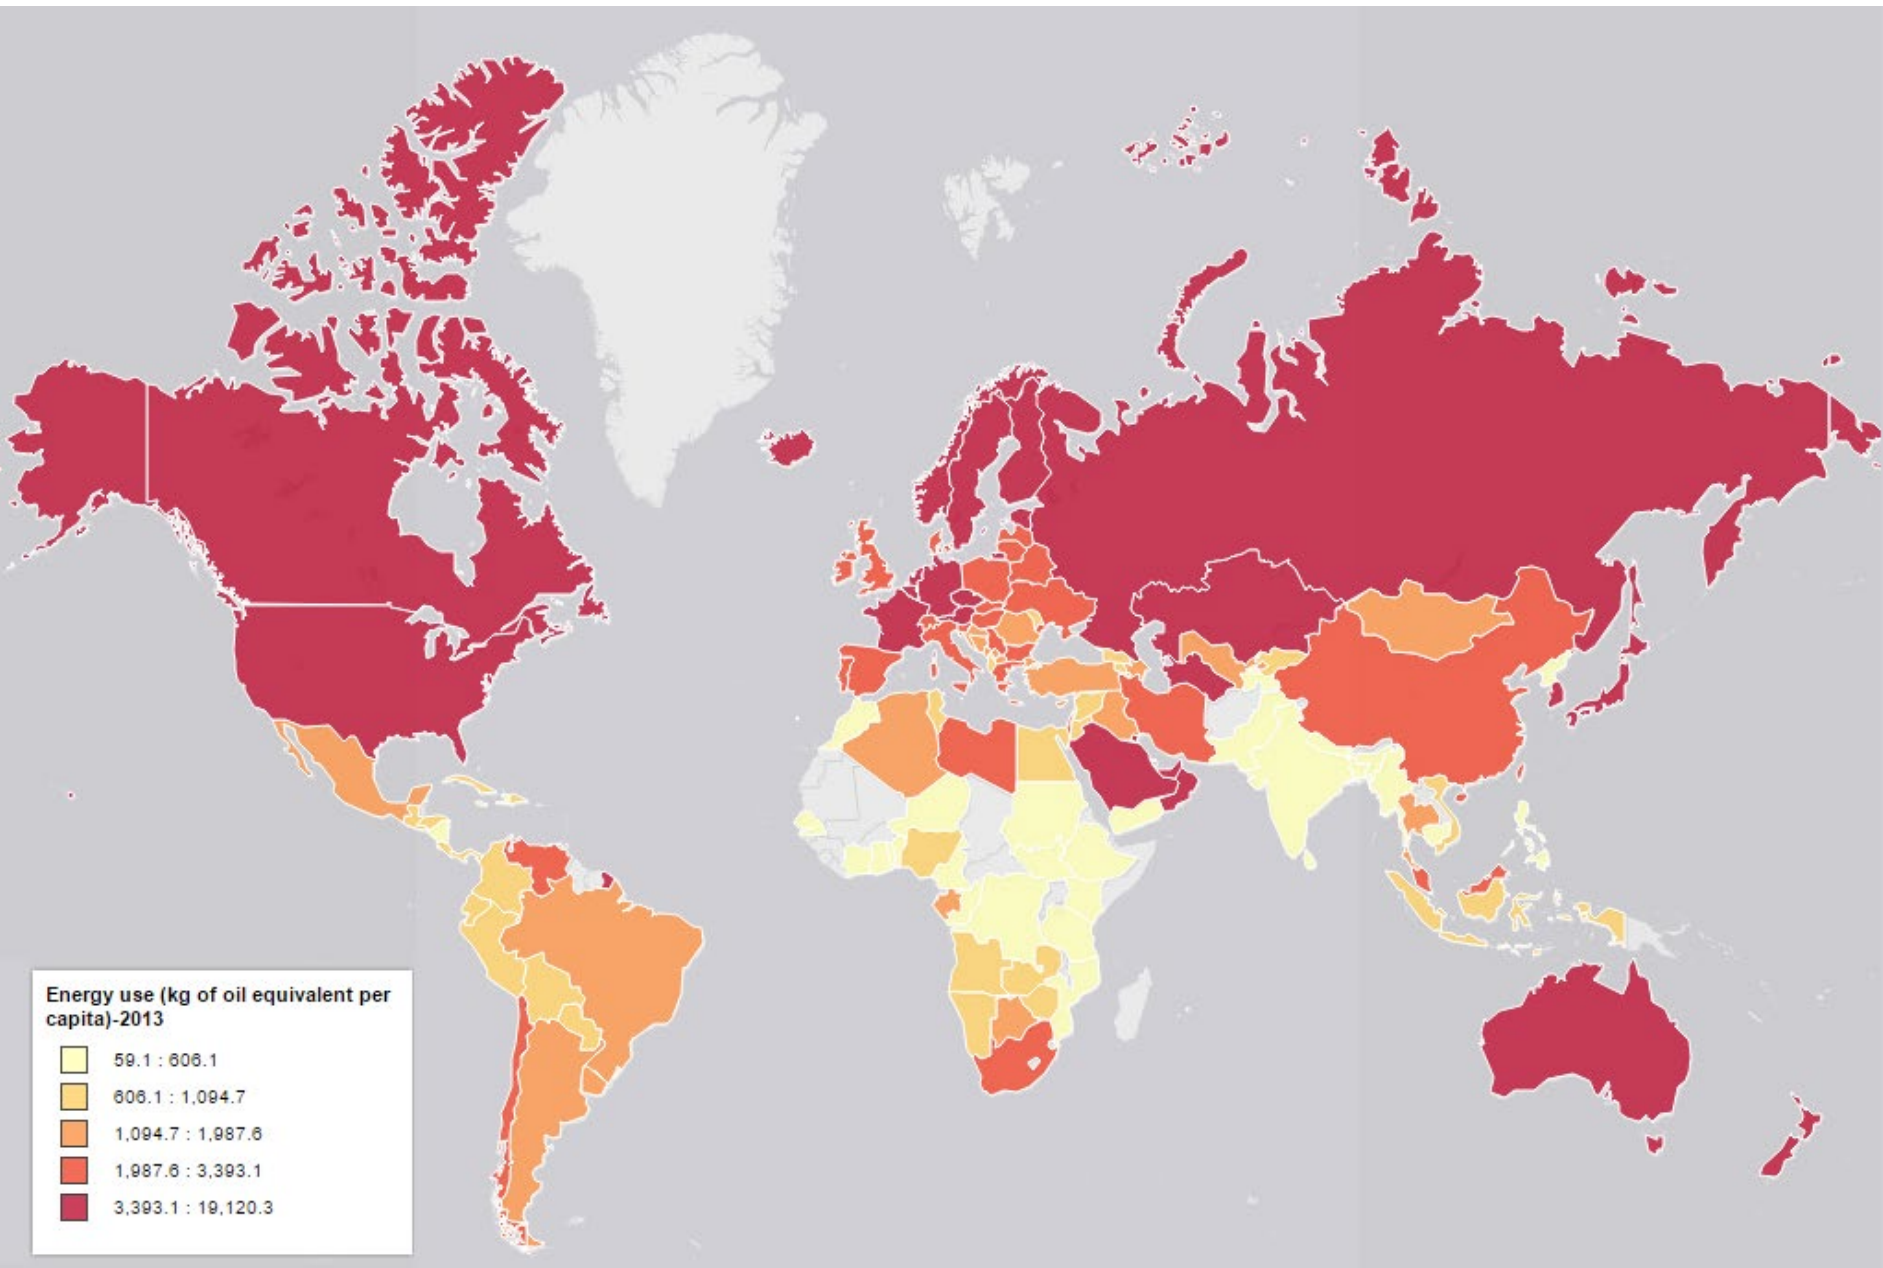 Energy use (kg of oil equivalent per
capita)-2013
59.1 : 606.1
606.1 : 1,094.7
1,094.7 : 1,987.6
1,987.6 : 3,393.1
3,393.1 : 19,120.3